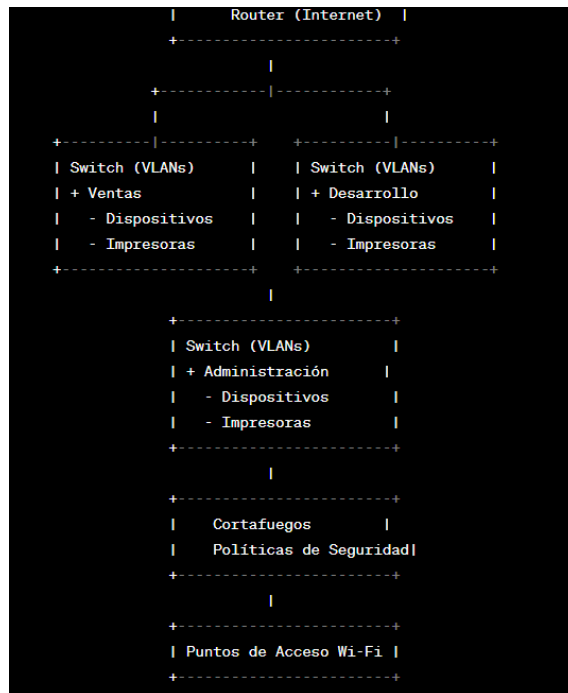 Router (Internet)
Switch (VLANs)
+ Ventas
- Dispositivos
- Impresoras
Switch (VLANs)
+ Desarrollo
- Dispositivos
- Impresoras
Switch (VLANs)
+ Administración
- Dispositivos
- Impresoras
Cortafuegos
Políticas de Seguridad
Puntos de Acceso Wi-Fi